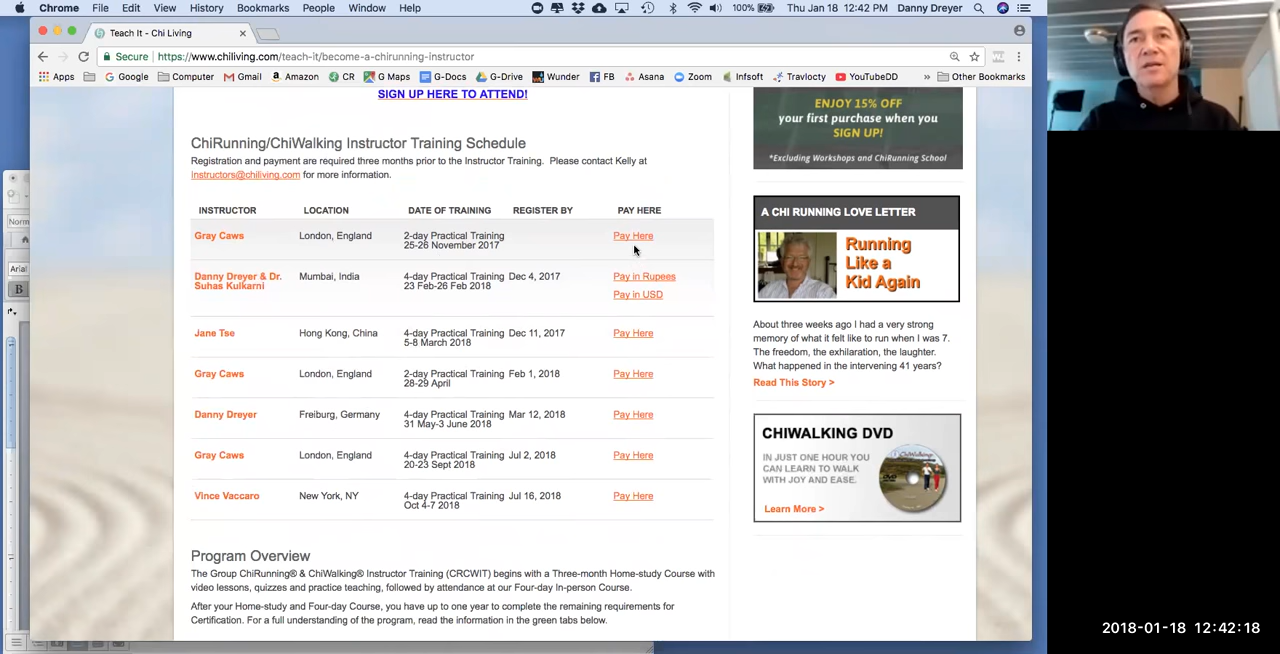 Chrome File Edit View History Bookmarks People Window Help 100% Thu Jan 18 12:42 PM Danny Dreyer
Teach It - Chi Living
Secure https://www.chiliving.com/teach-it/become-a-chirunning-instructor
Apps Google Computer Gmail Amazon CR G Maps G-Docs G-Drive Wunder FB Asana Zoom Infsoft Travlocty YouTubeDD » Other Bookmarks
SIGN UP HERE TO ATTEND!
ChiRunning/ChiWalking Instructor Training Schedule
Registration and payment are required three months prior to the Instructor Training. Please contact Kelly at
instructors@chiliving.com for more information.
INSTRUCTOR LOCATION DATE OF TRAINING REGISTER BY PAY HERE
Gray Caws London, England 2-day Practical Training Pay Here
25-26 November 2017
Danny Dreyer & Dr. Mumbai, India 4-day Practical Training Dec 4, 2017 Pay in Rupees
Suhas Kulkarni 23 Feb-26 Feb 2018
Pay in USD
Jane Tse Hong Kong, China 4-day Practical Training Dec 11, 2017 Pay Here
5-8 March 2018
Gray Caws London, England 2-day Practical Training Feb 1, 2018 Pay Here
28-29 April
Danny Dreyer Freiburg, Germany 4-day Practical Training Mar 12, 2018 Pay Here
31 May-3 June 2018
Gray Caws London, England 4-day Practical Training Jul 2, 2018 Pay Here
20-23 Sept 2018
Vince Vaccaro New York, NY 4-day Practical Training Jul 16, 2018 Pay Here
Oct 4-7 2018
Program Overview
The Group ChiRunning® & ChiWalking® Instructor Training (CRCWIT) begins with a Three-month Home-study Course with
video lessons, quizzes and practice teaching, followed by attendance at our Four-day In-person Course.
After your Home-study and Four-day Course, you have up to one year to complete the remaining requirements for
Certification. For a full understanding of the program, read the information in the green tabs below.
ENJOY 15% OFF
your first purchase when you
SIGN UP!
*Excluding Workshops and ChiRunning School
A CHI RUNNING LOVE LETTER
Running
Like a
Kid Again
About three weeks ago I had a very strong
memory of what it felt like to run when I was 7.
The freedom, the exhilaration, the laughter.
What happened in the intervening 41 years?
Read This Story >
CHIWALKING DVD
IN JUST ONE HOUR YOU
CAN LEARN TO WALK
WITH JOY AND EASE.
Learn More >
Norm
Arial
B
2018-01-18 12:42:18